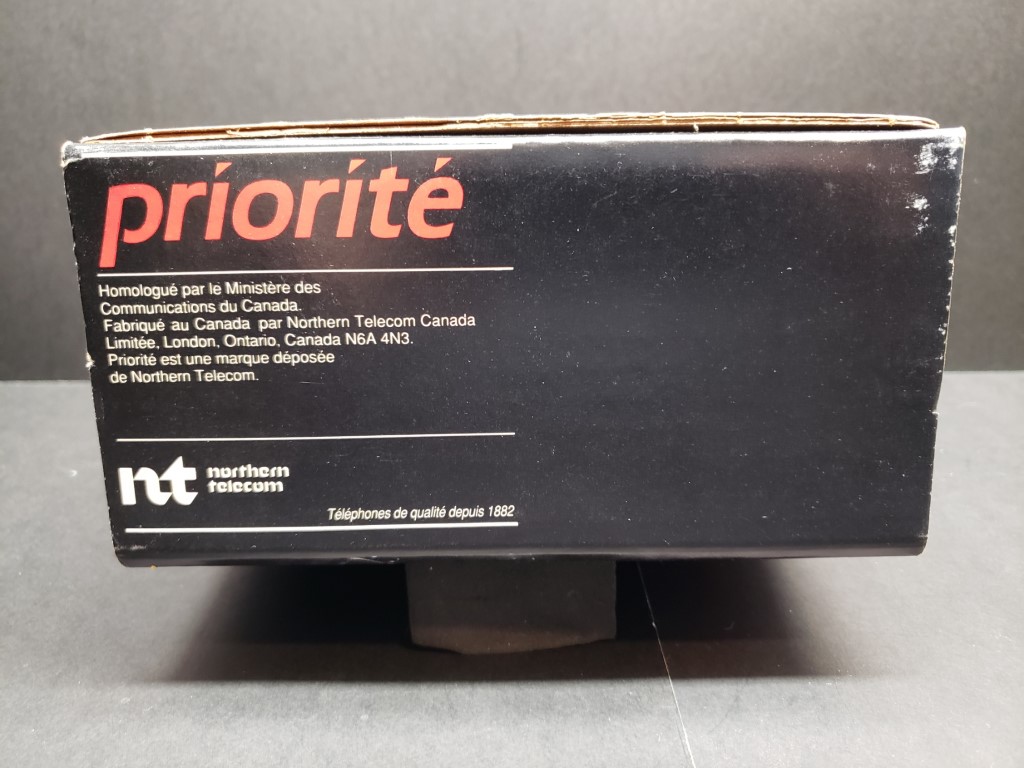 priorité
Homologué par le Ministère des
Communications du Canada.
Fabriqué au Canada par Northern Telecom Canada
Limitée, London, Ontario, Canada N6A 4N3.
Priorité est une marque déposée
de Northern Telecom.
nt northern
telecom
Téléphones de qualité depuis 1882